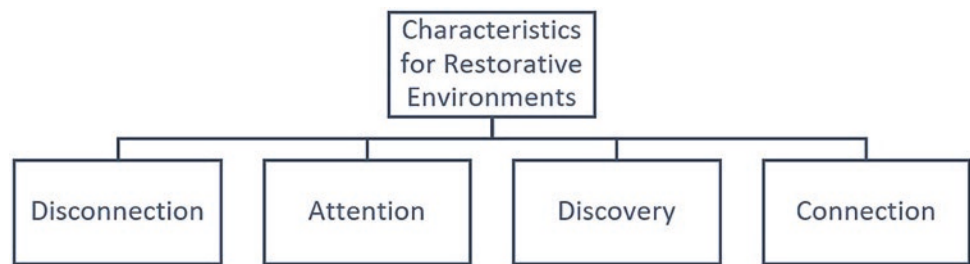 Characteristics
for Restorative
Environments
Disconnection
Attention
Discovery
Connection